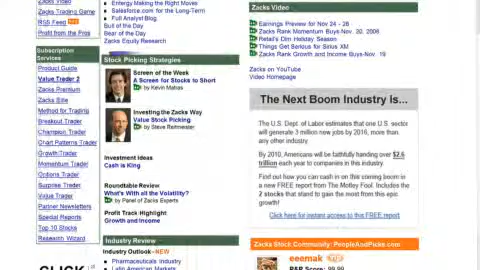 Zacks Video
Zacks Trading Game
RSS Feed
Profit from the Pros
Subscription
Services
Product Guide
Value Trader 2
Zacks Premium
Zacks Elite
Method for Trading
Breakout Trader
Champion Trader
Chart Patterns Trader
Growth Trader
Momentum Trader
Options Trader
Surprise Trader
Value Trader
Partner Newsletters
Special Reports
Top 10 Stocks
Research Wizard
Energy Making the Right Moves
Salesforce.com for the Long-Term
Full Analyst Blog
Bull of the Day
Bear of the Day
Zacks Equity Research
Stock Picking Strategies
Screen of the Week
A Screen for Stocks to Short
by Kevin Matras
Investing the Zacks Way
Value Stock Picking
by Steve Reitmeister
Investment Ideas
Cash is King
Roundtable Review
What's With all the Volatility?
by Panel of Zacks Experts
Profit Track Highlight
Growth and Income
Industry Review
Industry Outlook - NEW
Pharmaceuticals Industry
Latin American Markets
Zacks Videos
Earnings Preview for Nov 24 - 28
Zacks Rank Momentum Buys-Nov. 20, 2008
Retail's Dim Holiday Season
Things Get Serious for Sirius XM
Zacks Rank Growth and Income Buys-Nov. 19
Zacks on YouTube
Video Homepage
The Next Boom Industry is...
The U.S. Dept. of Labor estimates that one U.S. sector
will generate 3 million new jobs by 2016, more than
any other industry.
By 2010, Americans will be faithfully handing over $2.6
trillion each year to companies in this industry.
Find out how you can cash in on this coming boom in
a new FREE report from The Motley Fool. Includes the
2 stocks that stand to gain the most from this epic
growth!
Click here for instant access to this FREE report
Zacks Stock Community: PeopleAndPicks.com
eeemak
P&P Score: 99.99